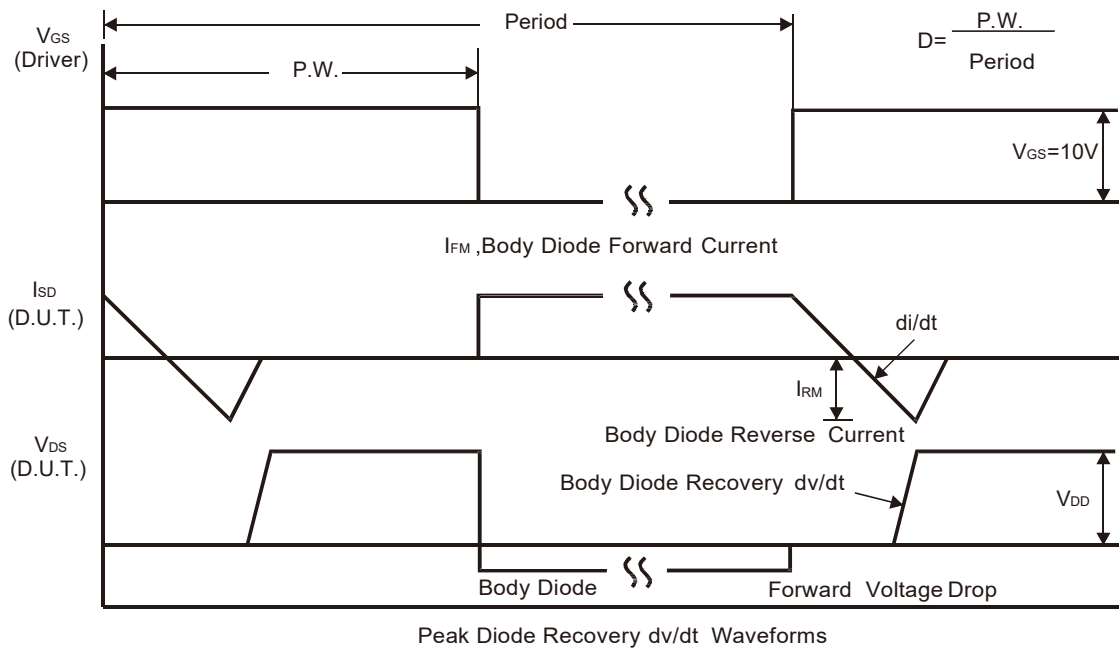 Period
VGS
(Driver)
D= P.W.
Period
P.W.
VGS=10V
IFM ,Body Diode Forward Current
ISD
(D.U.T.)
di/dt
IRM
Body Diode Reverse Current
VDS
(D.U.T.)
Body Diode Recovery dv/dt
VDD
Body Diode
Forward Voltage Drop
Peak Diode Recovery dv/dt Waveforms